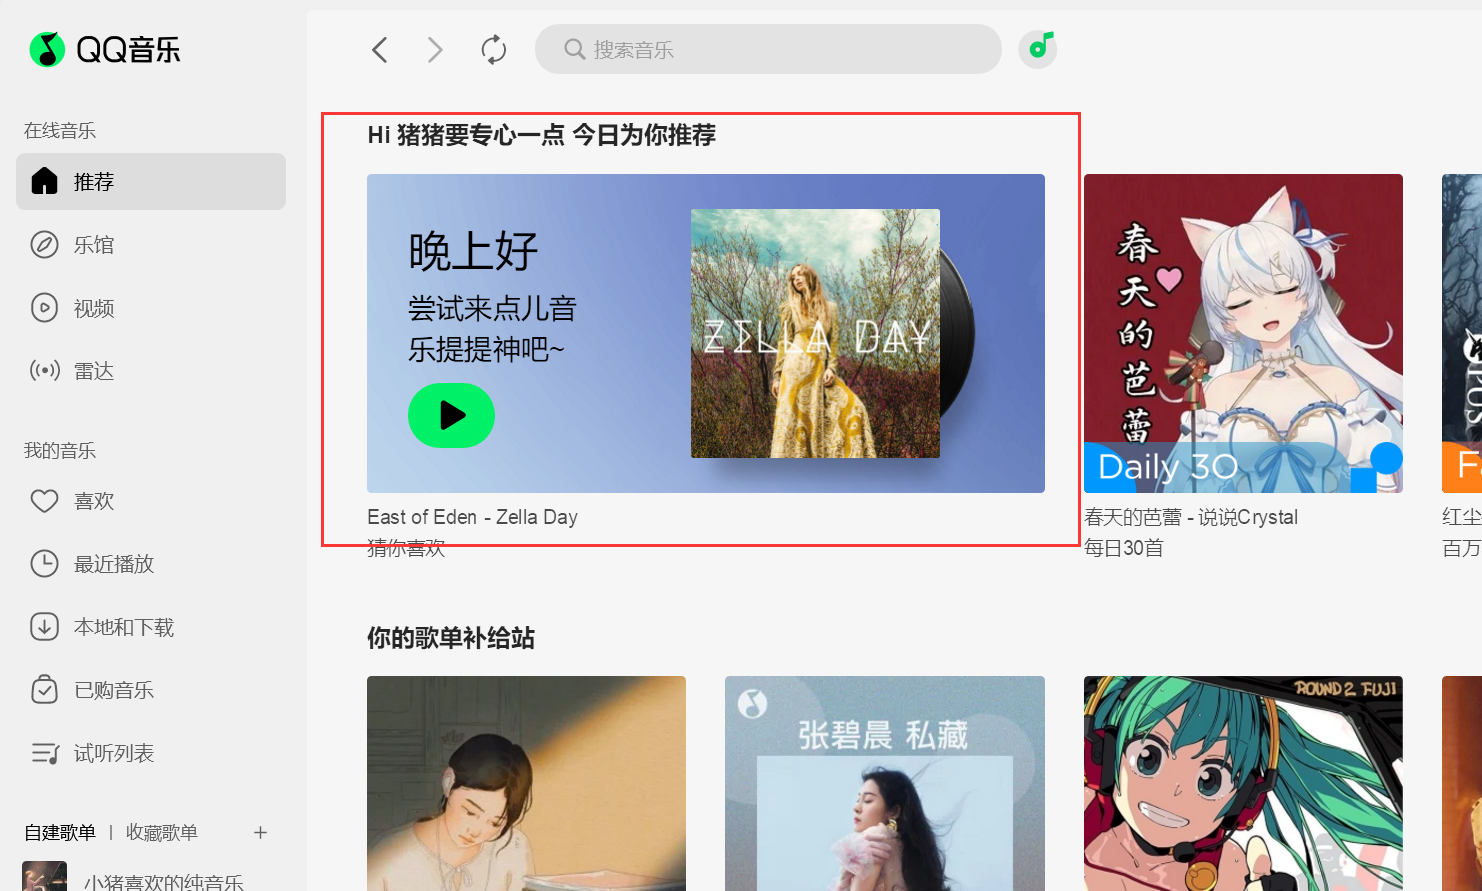 QQ音乐
搜索音乐
在线音乐
推荐
乐馆
视频
雷达
我的音乐
喜欢
最近播放
本地和下载
已购音乐
试听列表
自建歌单 | 收藏歌单 +
小猪喜欢的纯音乐
Hi 猪猪要专心一点 今日为你推荐
晚上好
尝试来点儿音
乐提提神吧~
ZELLA DAY
East of Eden - Zella Day
猜你喜欢
春天的芭蕾
Daily 30
春天的芭蕾 - 说说Crystal
每日30首
红尘
百万
你的歌单补给站
张碧晨 私藏
ROUND 2 FUJI